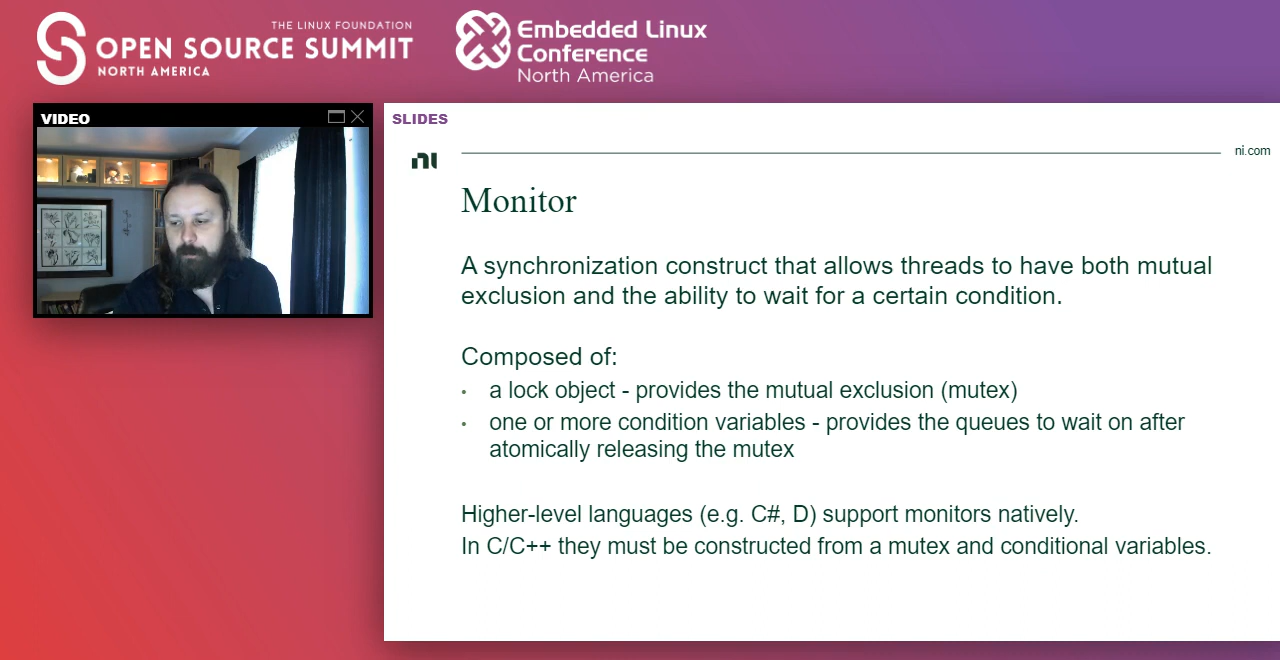 THE LINUX FOUNDATION
OPEN SOURCE SUMMIT
NORTH AMERICA
Embedded Linux
Conference
North America
VIDEO
SLIDES
ni
ni.com
Monitor
A synchronization construct that allows threads to have both mutual
exclusion and the ability to wait for a certain condition.
Composed of:
• a lock object - provides the mutual exclusion (mutex)
• one or more condition variables - provides the queues to wait on after
atomically releasing the mutex
Higher-level languages (e.g. C#, D) support monitors natively.
In C/C++ they must be constructed from a mutex and conditional variables.